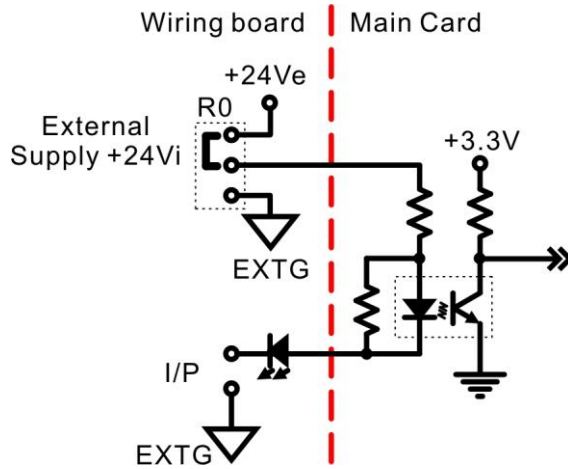 Wiring board
Main Card
+24Ve
R0
External
Supply +24Vi
+3.3V
EXTG
I/P
EXTG